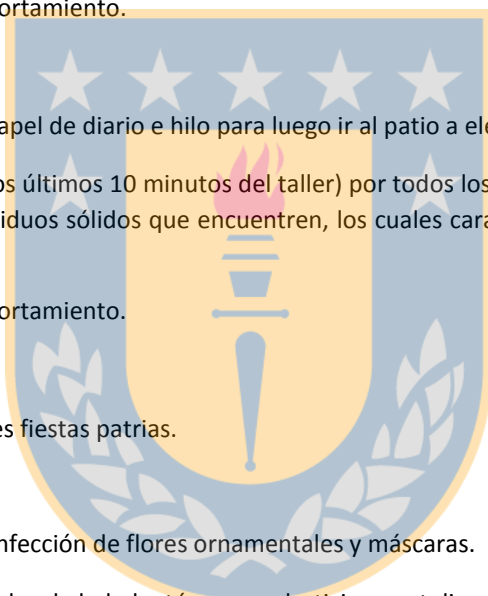 ortamiento.
apel de diario e hilo para luego ir al patio a ele
os últimos 10 minutos del taller) por todos los
iduos sólidos que encuentren, los cuales cara
ortamiento.
es fiestas patrias.
nfección de flores ornamentales y máscaras.